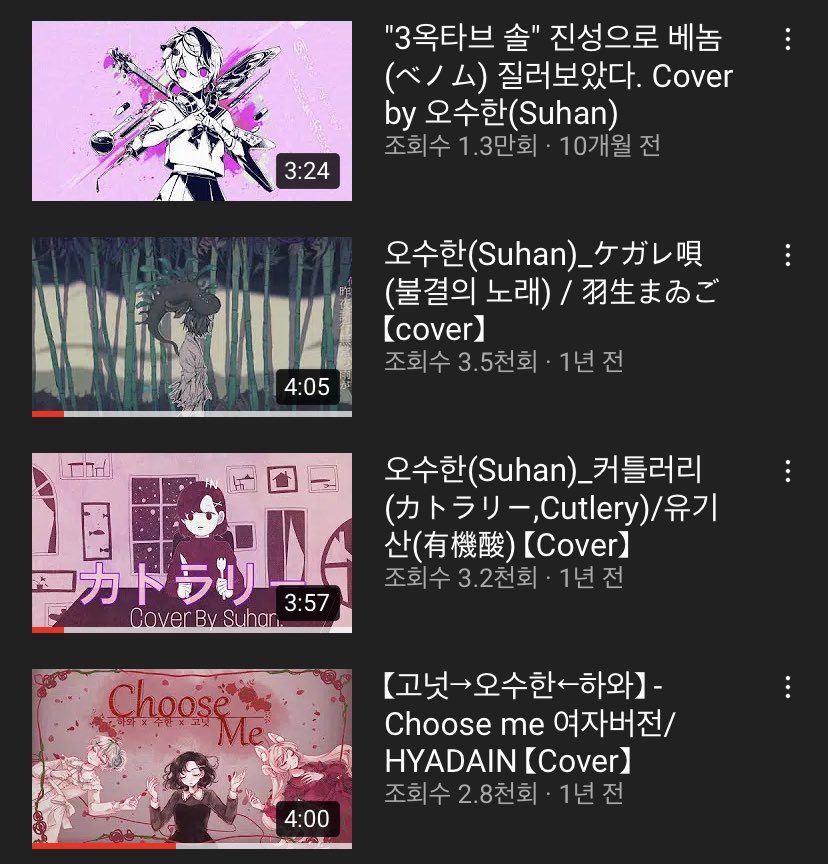 "3옥타브 솔" 진성으로 베놈
(ベノム) 질러보았다. Cover
by 오수한(Suhan)
조회수 1.3만회 · 10개월 전
3:24
오수한(Suhan)_ケガレ唄
(불결의 노래) / 羽生まゐご
【cover】
조회수 3.5천회 · 1년 전
4:05
오수한(Suhan)_커틀러리
(カトラリー,Cutlery)/유기
산(有機酸)【Cover】
조회수 3.2천회 · 1년 전
カトラリー
3:57
Cover By Suhan.
【고넛→오수한←하와】-
Choose me 여자버전/
HYADAIN【Cover】
조회수 2.8천회 · 1년 전
Choose
하와 x 수한 x 고넛
Me
4:00